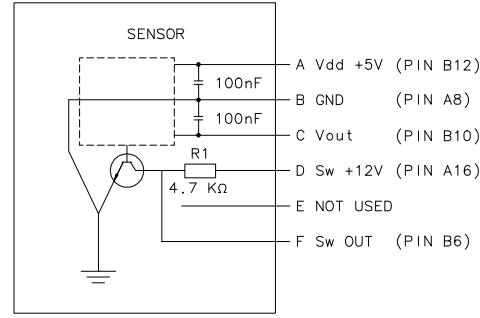 SENSOR
A Vdd +5V (PIN B12)
100nF
B GND (PIN A8)
100nF
C Vout (PIN B10)
R1
D Sw +12V (PIN A16)
4.7 KΩ
E NOT USED
F Sw OUT (PIN B6)